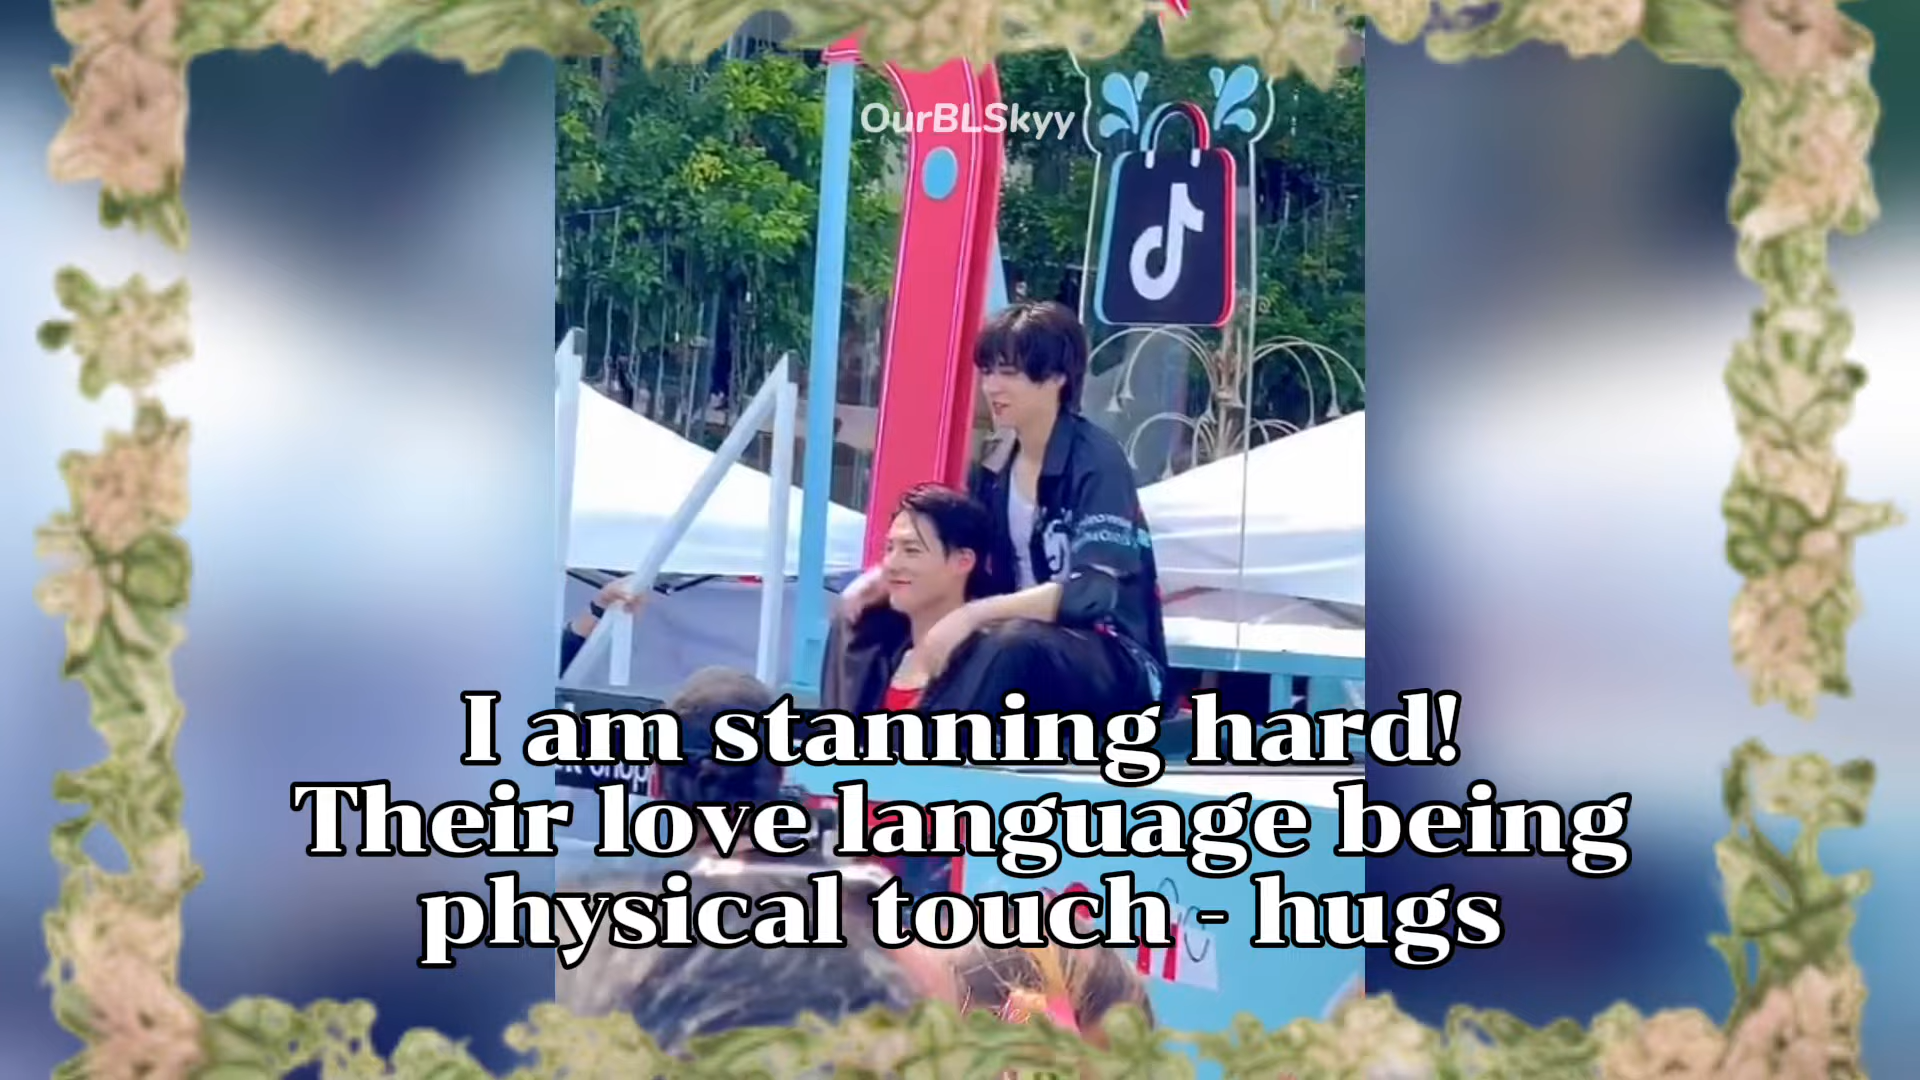 OurBLSkyy
I am stanning hard!
Their love language being
physical touch - hugs